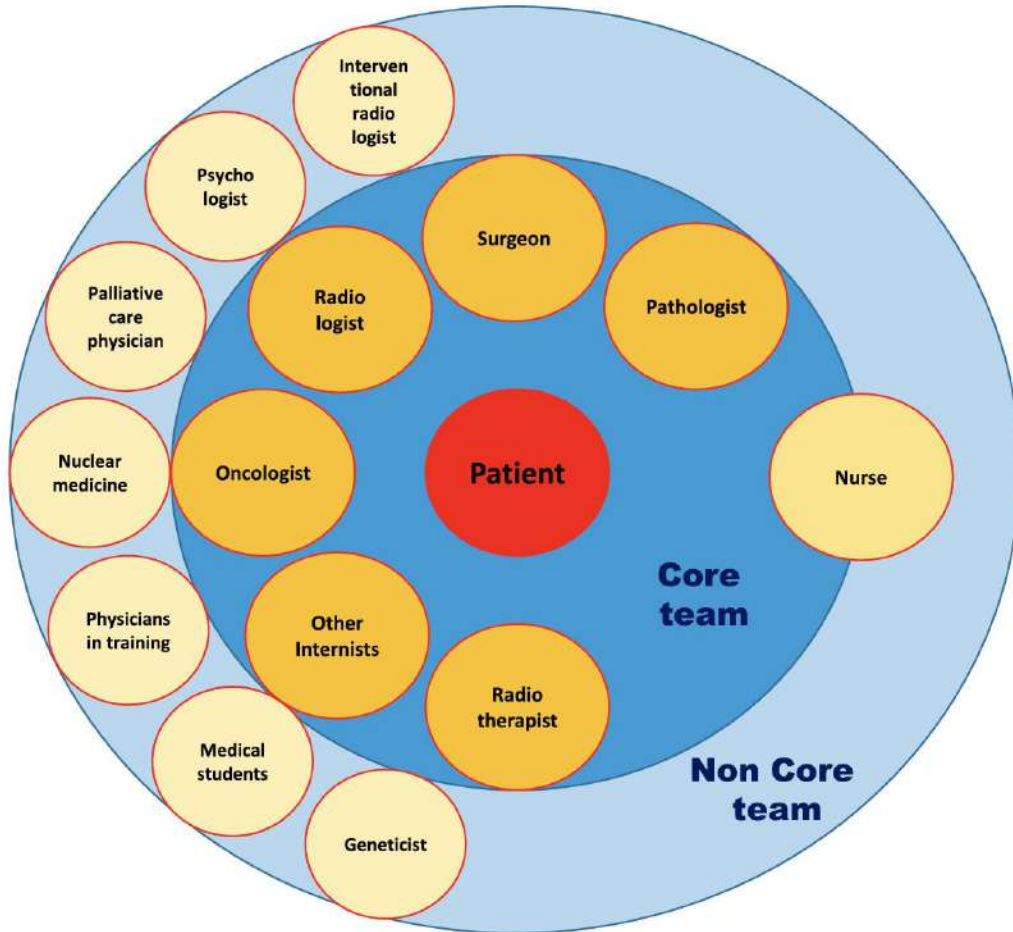 Interven
tional
radio
logist
Psycho
logist
Surgeon
Palliative
care
physician
Radio
logist
Pathologist
Nuclear
medicine
Oncologist
Patient
Nurse
Core
team
Physicians
in training
Other
Internists
Radio
therapist
Medical
students
Non Core
team
Geneticist